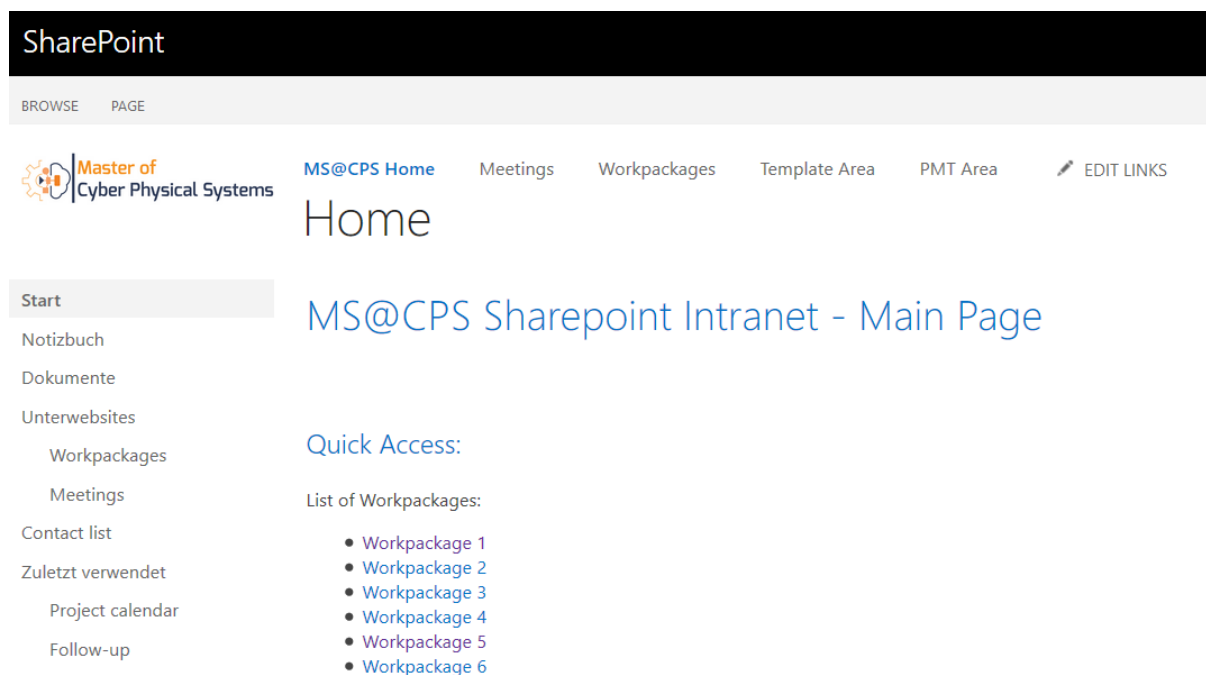 SharePoint
BROWSE PAGE
Master of
Cyber Physical Systems
MS@CPS Home Meetings Workpackages Template Area PMT Area EDIT LINKS
Home
Start
Notizbuch
Dokumente
Unterwebsites
Workpackages
Meetings
Contact list
Zuletzt verwendet
Project calendar
Follow-up
MS@CPS Sharepoint Intranet - Main Page
Quick Access:
List of Workpackages:
Workpackage 1
Workpackage 2
Workpackage 3
Workpackage 4
Workpackage 5
Workpackage 6